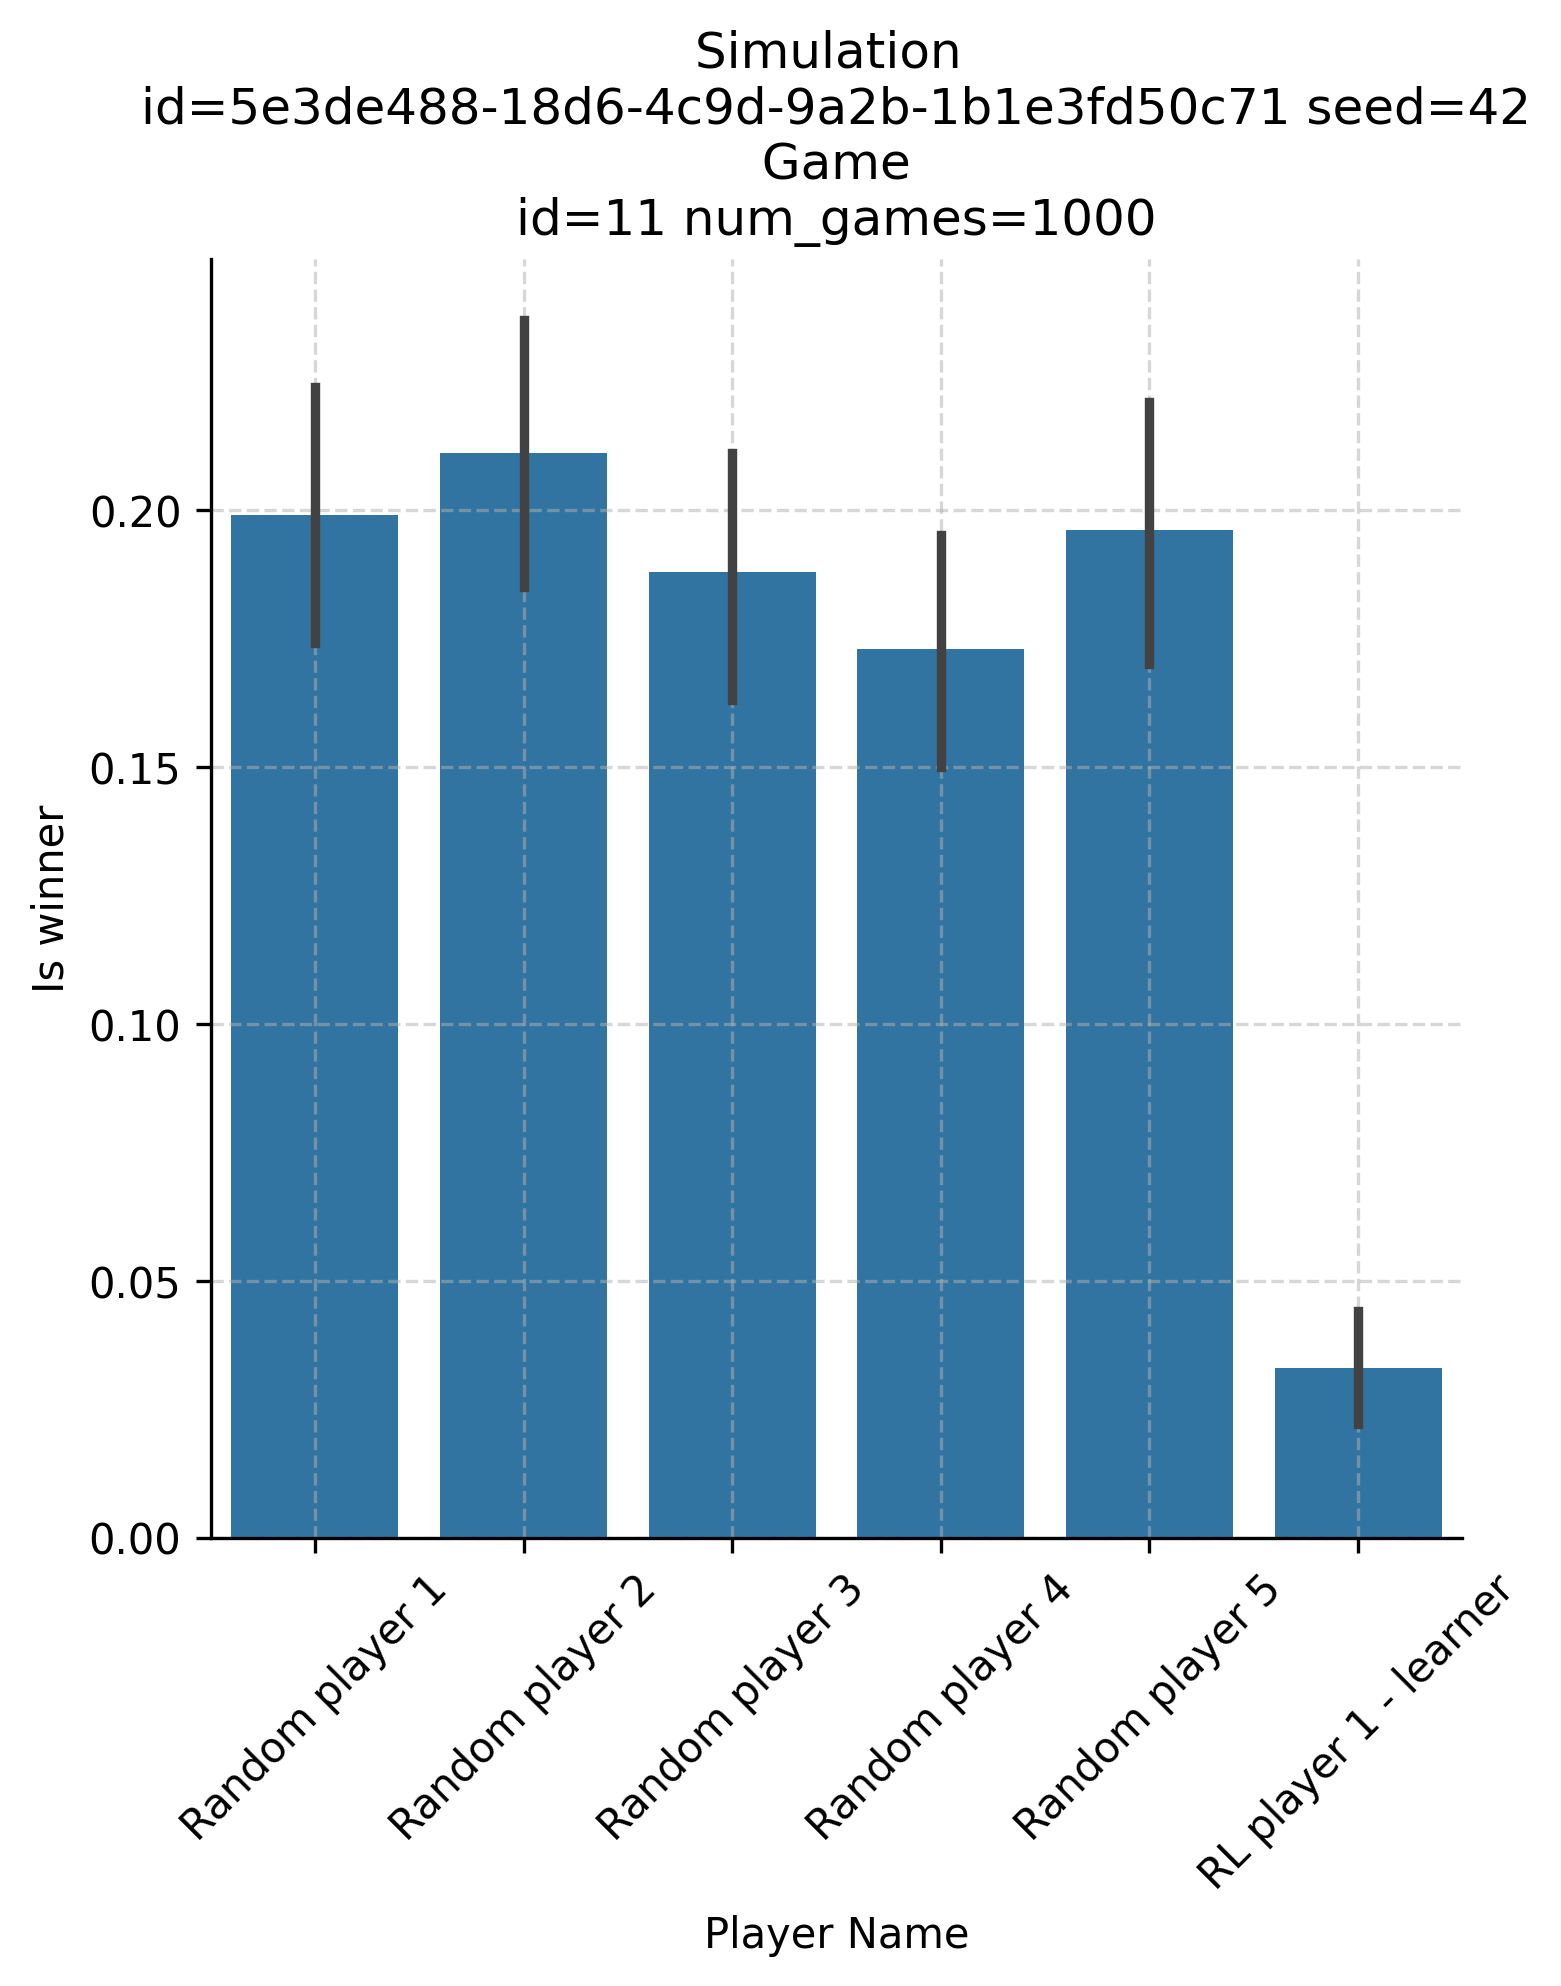 Simulation
id=5e3de488-18d6-4c9d-9a2b-1b1e3fd50c71 seed=42
Game
id=11 num_games=1000
Is winner
0.20
0.15
0.10
0.05
0.00
Random player 1
Random player 2
Random player 3
Random player 4
Random player 5
RL player 1 - learner
Player Name